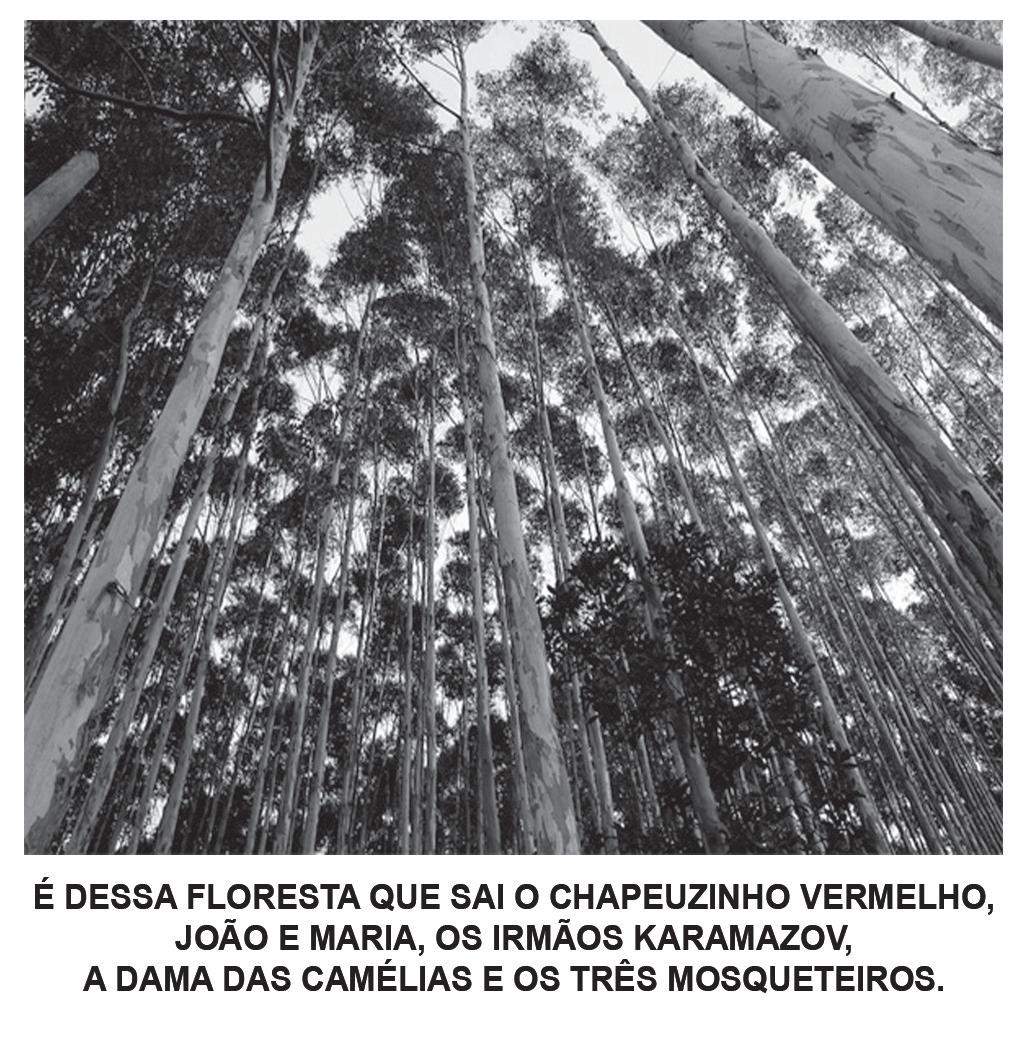 É DESSA FLORESTA QUE SAI O CHAPEUZINHO VERMELHO,
JOÃO E MARIA, OS IRMÃOS KARAMAZOV,
A DAMA DAS CAMÉLIAS E OS TRÊS MOSQUETEIROS.